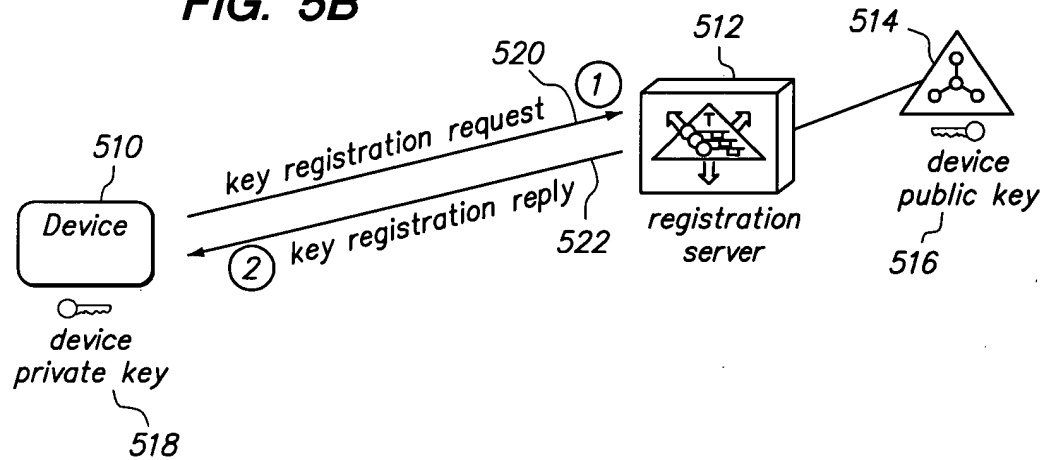 FIG. 5B
520
1
512
514
510
key registration request
T
device
public key
516
Device
key registration reply
522
2
registration
server
device
private key
518